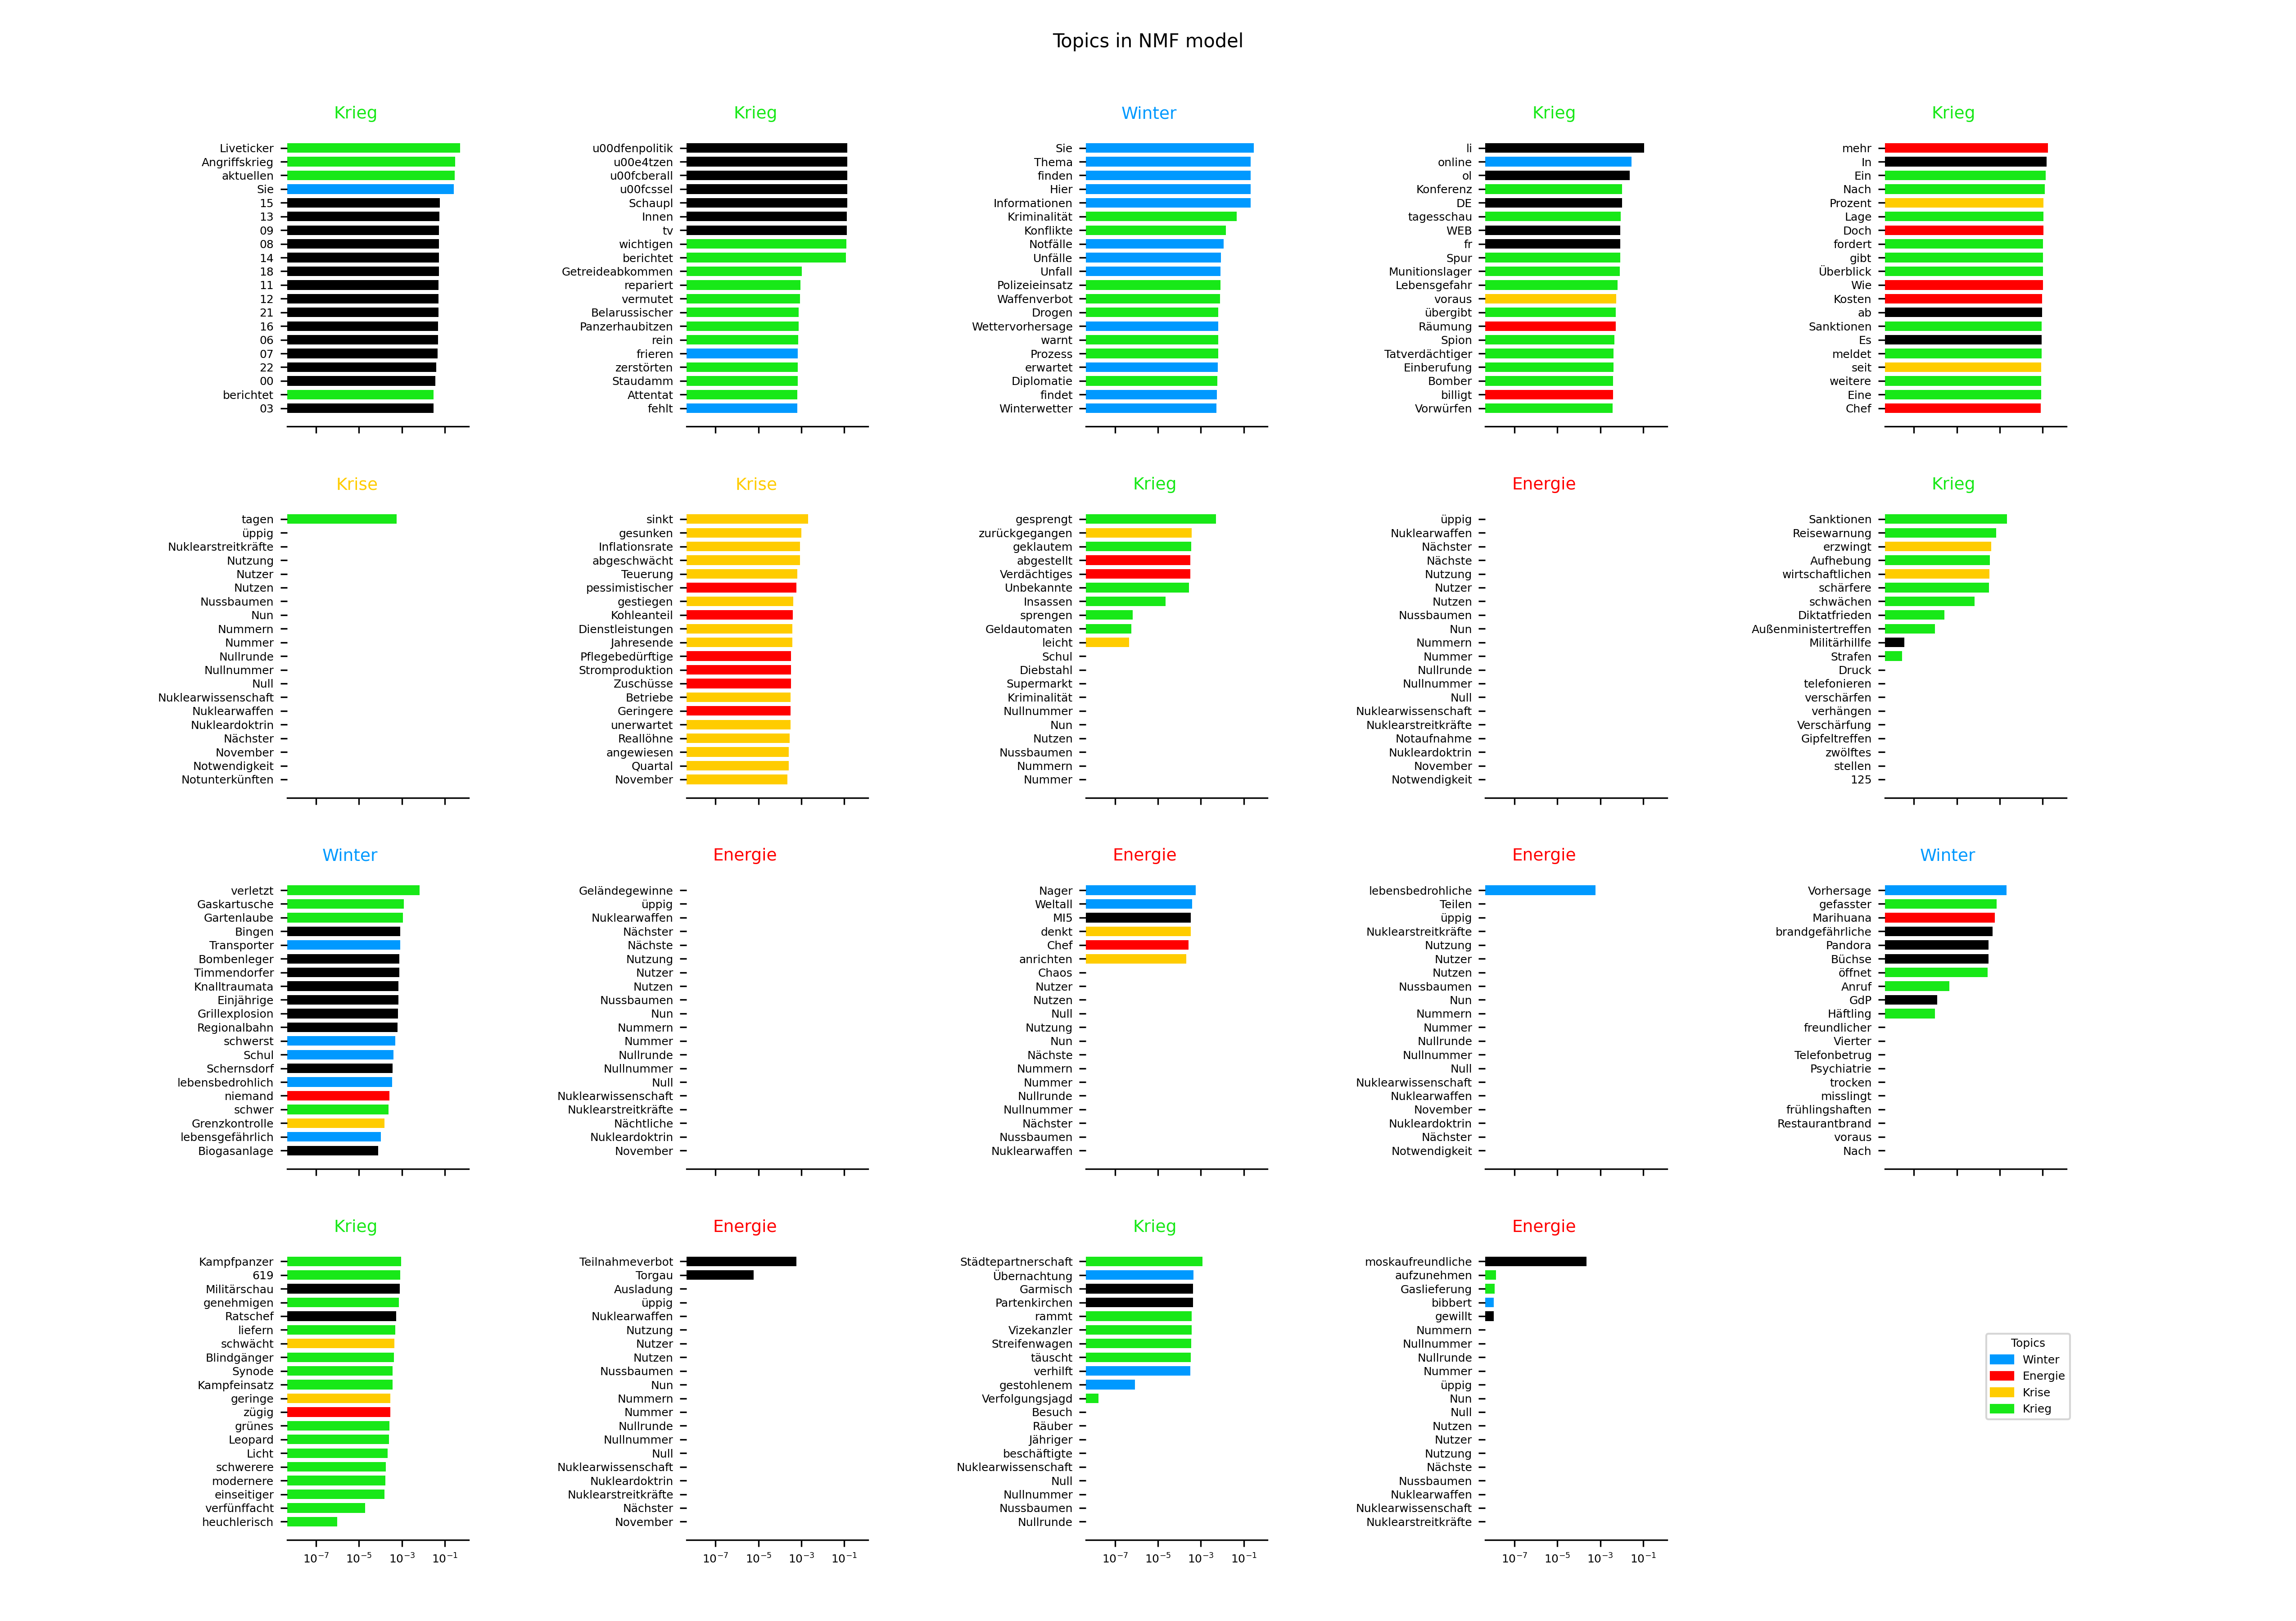 Topics in NMF model
Krieg
Liveticker
Angriffskrieg
aktuellen
Sie
15
13
09
08
14
18
11
12
21
16
06
07
22
00
berichtet
03
Krieg
u00dfenpolitik
u00e4tzen
u00fcberall
u00fcssel
Schaupl
Innen
tv
wichtigen
berichtet
Getreideabkommen
repariert
vermutet
Belarussischer
Panzerhaubitzen
rein
frieren
zerstörten
Staudamm
Attentat
fehlt
Winter
Sie
Thema
finden
Hier
Informationen
Kriminalität
Konflikte
Notfälle
Unfälle
Unfall
Polizeieinsatz
Waffenverbot
Drogen
Wettervorhersage
warnt
Prozess
erwartet
Diplomatie
findet
Winterwetter
Krieg
li
online
ol
Konferenz
DE
tagesschau
WEB
fr
Spur
Munitionslager
Lebensgefahr
voraus
übergibt
Räumung
Spion
Tatverdächtiger
Einberufung
Bomber
billigt
Vorwürfen
Krieg
mehr
In
Ein
Nach
Prozent
Lage
Doch
fordert
gibt
Überblick
Wie
Kosten
ab
Sanktionen
Es
meldet
seit
weitere
Eine
Chef
Krise
tagen
üppig
Nuklearstreitkräfte
Nutzung
Nutzer
Nutzen
Nussbaumen
Nun
Nummern
Nummer
Nullrunde
Nullnummer
Null
Nuklearwissenschaft
Nuklearwaffen
Nukleardoktrin
Nächster
November
Notwendigkeit
Notunterkünften
Krise
sinkt
gesunken
Inflationsrate
abgeschwächt
Teuerung
pessimistischer
gestiegen
Kohleanteil
Dienstleistungen
Jahresende
Pflegebedürftige
Stromproduktion
Zuschüsse
Betriebe
Geringere
unerwartet
Reallöhne
angewiesen
Quartal
November
Krieg
gesprengt
zurückgegangen
geklautem
abgestellt
Verdächtiges
Unbekannte
Insassen
sprengen
Geldautomaten
leicht
Schul
Diebstahl
Supermarkt
Kriminalität
Nullnummer
Nun
Nutzen
Nussbaumen
Nummern
Nummer
Energie
üppig
Nuklearwaffen
Nächster
Nächste
Nutzung
Nutzer
Nutzen
Nussbaumen
Nun
Nummern
Nummer
Nullrunde
Nullnummer
Null
Nuklearwissenschaft
Nuklearstreitkräfte
Notaufnahme
Nukleardoktrin
November
Notwendigkeit
Krieg
Sanktionen
Reisewarnung
erzwingt
Aufhebung
wirtschaftlichen
schärfere
schwächen
Diktatfrieden
Außenministertreffen
Militärhillfe
Strafen
Druck
telefonieren
verschärfen
verhängen
Verschärfung
Gipfeltreffen
zwölftes
stellen
125
Winter
verletzt
Gaskartusche
Gartenlaube
Bingen
Transporter
Bombenleger
Timmendorfer
Knalltraumata
Einjährige
Grillexplosion
Regionalbahn
schwerst
Schul
Schernsdorf
lebensbedrohlich
niemand
schwer
Grenzkontrolle
lebensgefährlich
Biogasanlage
Energie
Geländegewinne
üppig
Nuklearwaffen
Nächster
Nächste
Nutzung
Nutzer
Nutzen
Nussbaumen
Nun
Nummern
Nummer
Nullrunde
Nullnummer
Null
Nuklearwissenschaft
Nuklearstreitkräfte
Nächtliche
Nukleardoktrin
November
Energie
Nager
Weltall
MI5
denkt
Chef
anrichten
Chaos
Nutzer
Nutzen
Null
Nutzung
Nun
Nächste
Nummern
Nummer
Nullrunde
Nullnummer
Nächster
Nussbaumen
Nuklearwaffen
Energie
lebensbedrohliche
Teilen
üppig
Nuklearstreitkräfte
Nutzung
Nutzer
Nutzen
Nussbaumen
Nun
Nummern
Nummer
Nullrunde
Nullnummer
Null
Nuklearwissenschaft
Nuklearwaffen
November
Nukleardoktrin
Nächster
Notwendigkeit
Winter
Vorhersage
gefasster
Marihuana
brandgefährliche
Pandora
Büchse
öffnet
Anruf
GdP
Häftling
freundlicher
Vierter
Telefonbetrug
Psychiatrie
trocken
misslingt
frühlingshaften
Restaurantbrand
voraus
Nach
Krieg
Kampfpanzer
619
Militärschau
genehmigen
Ratschef
liefern
schwächt
Blindgänger
Synode
Kampfeinsatz
geringe
zügig
grünes
Leopard
Licht
schwerere
modernere
einseitiger
verfünffacht
heuchlerisch
10⁻⁷ 10⁻⁵ 10⁻³ 10⁻¹
Energie
Teilnahmeverbot
Torgau
Ausladung
üppig
Nuklearwaffen
Nutzung
Nutzer
Nutzen
Nussbaumen
Nun
Nummern
Nummer
Nullrunde
Nullnummer
Null
Nuklearwissenschaft
Nukleardoktrin
Nuklearstreitkräfte
Nächster
November
10⁻⁷ 10⁻⁵ 10⁻³ 10⁻¹
Krieg
Städtepartnerschaft
Übernachtung
Garmisch
Partenkirchen
rammt
Vizekanzler
Streifenwagen
täuscht
verhilft
gestohlenem
Verfolgungsjagd
Besuch
Räuber
Jähriger
beschäftigte
Nuklearwissenschaft
Null
Nullnummer
Nussbaumen
Nullrunde
10⁻⁷ 10⁻⁵ 10⁻³ 10⁻¹
Energie
moskaufreundliche
aufzunehmen
Gaslieferung
bibbert
gewillt
Nummern
Nullnummer
Nullrunde
Nummer
üppig
Nun
Null
Nutzen
Nutzer
Nutzung
Nächste
Nussbaumen
Nuklearwaffen
Nuklearwissenschaft
Nuklearstreitkräfte
10⁻⁷ 10⁻⁵ 10⁻³ 10⁻¹
Topics
Winter
Energie
Krise
Krieg